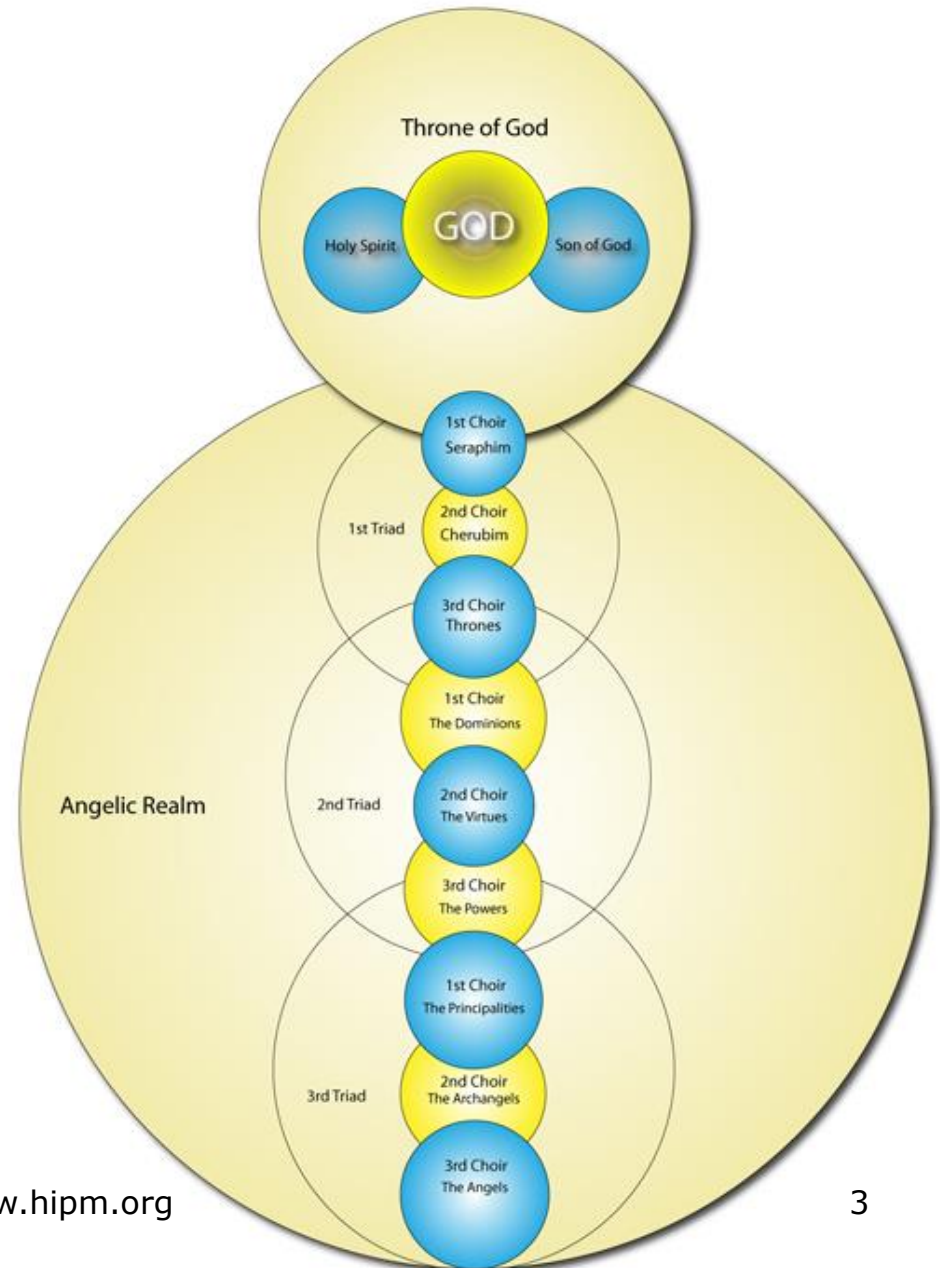 Throne of God
GOD
Holy Spirit
Son of God
1st Choir
Seraphim
1st Triad
2nd Choir
Cherubim
3rd Choir
Thrones
1st Choir
The Dominions
Angelic Realm
2nd Triad
2nd Choir
The Virtues
3rd Choir
The Powers
1st Choir
The Principalities
3rd Triad
2nd Choir
The Archangels
3rd Choir
The Angels
w.hipm.org
3